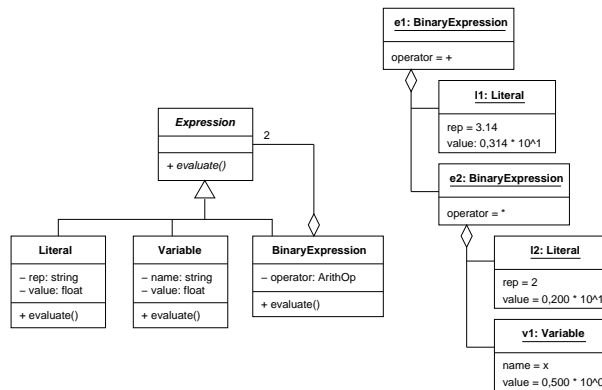 Expression
+ evaluate()
2
Literal
– rep: string
– value: float
+ evaluate()
Variable
– name: string
– value: float
+ evaluate()
BinaryExpression
– operator: ArithOp
+ evaluate()
e1: BinaryExpression
operator = +
l1: Literal
rep = 3.14
value: 0,314 * 10^1
e2: BinaryExpression
operator = *
l2: Literal
rep = 2
value = 0,200 * 10^1
v1: Variable
name = x
value = 0,500 * 10^0